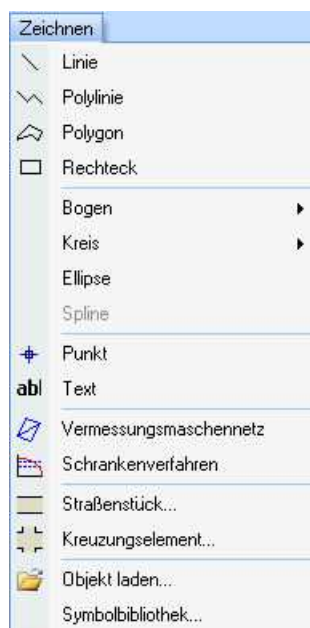 Zeichnen
Linie
Polylinie
Polygon
Rechteck
Bogen
Kreis
Ellipse
Spline
Punkt
abl Text
Vermessungsmaschennetz
Schrankenverfahren
Straßenstück...
Kreuzungselement...
Objekt laden...
Symbolbibliothek...